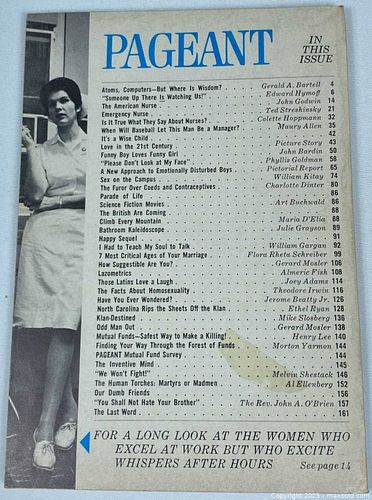 PAGEANT
IN
THIS
ISSUE
Atoms, Computers—But Where Is Wisdom? Gerald A. Bartell 4
"Someone Up There Is Watching Us!" Edward Hymoff 6
The American Nurse John Godwin 14
Emergency Nurse Ted Streshinsky 21
Is It True What They Say About Nurses? Colette Hoppmann 32
When Will Baseball Let This Man Be a Manager? Maury Allen 35
It's a Wise Child 42
Love in the 21st Century Picture Story 43
Funny Boy Loves Funny Girl John Bardin 50
"Please Don't Look at My Face" Phyllis Goldman 58
A New Approach to Emotionally Disturbed Boys Pictorial Report 65
Sex on the Campus William Kitay 74
The Furor Over Coeds and Contraceptives Charlotte Dinter 80
Parade of Life 86
Science Fiction Movies Art Buchwald 86
The British Are Coming 88
Climb Every Mountain Maria D'Elia 88
Bathroom Kaleidoscope Julie Grayson 89
Happy Sequel 91
I Had to Teach My Soul to Talk William Gargan 92
7 Most Critical Ages of Your Marriage Flora Rheta Schreiber 99
How Suggestible Are You? Gerard Mosler 106
Lazometrics Almeric Fish 108
Those Latins Love a Laugh Joey Adams 114
The Facts About Homosexuality Theodore Irwin 116
Have You Ever Wondered? Jerome Beatty Jr. 126
North Carolina Rips the Sheets Off the Klan Ethel Ryan 128
Klan-Destined Mike Slosberg 136
Odd Man Out Gerard Mosler 138
Mutual Funds—Safest Way to Make a Killing! Henry Lee 140
Finding Your Way Through the Forest of Funds Morton Yarmon 144
PAGEANT Mutual Fund Survey 144
The Inventive Mind 145
"We Won't Fight!" Melvin Shestack 146
The Human Torches: Martyrs or Madmen Al Ellenberg 152
Our Dumb Friends 156
"You Shall Not Hate Your Brother" The Rev. John A. O'Brien 157
The Last Word 161
FOR A LONG LOOK AT THE WOMEN WHO
EXCEL AT WORK BUT WHO EXCITE
WHISPERS AFTER HOURS See page 14
Copyright 2023 - maxsold.com